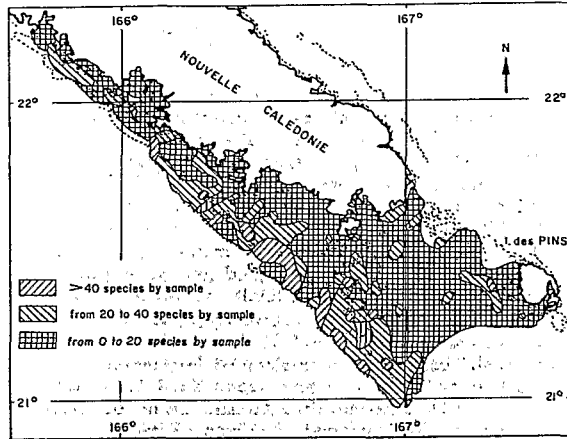 166°
167°
N
NOUVELLE
CALÉDONIE
22°
22°
I. des PINS
>40 species by sample
from 20 to 40 species by sample
from 0 to 20 species by sample
21°
21°
166°
167°